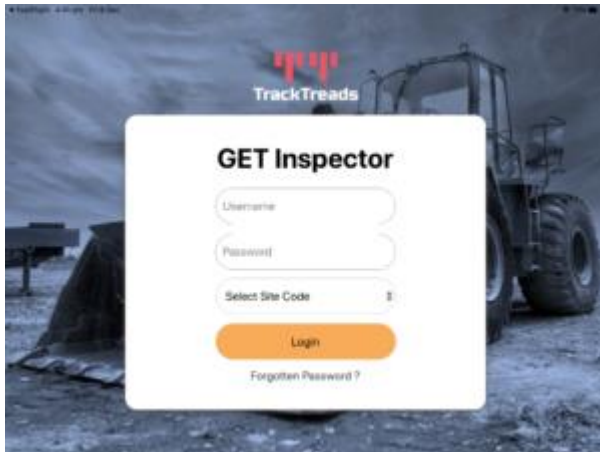 TrackTreads
GET Inspector
Username
Password
Select Site Code
Login
Forgotten Password ?